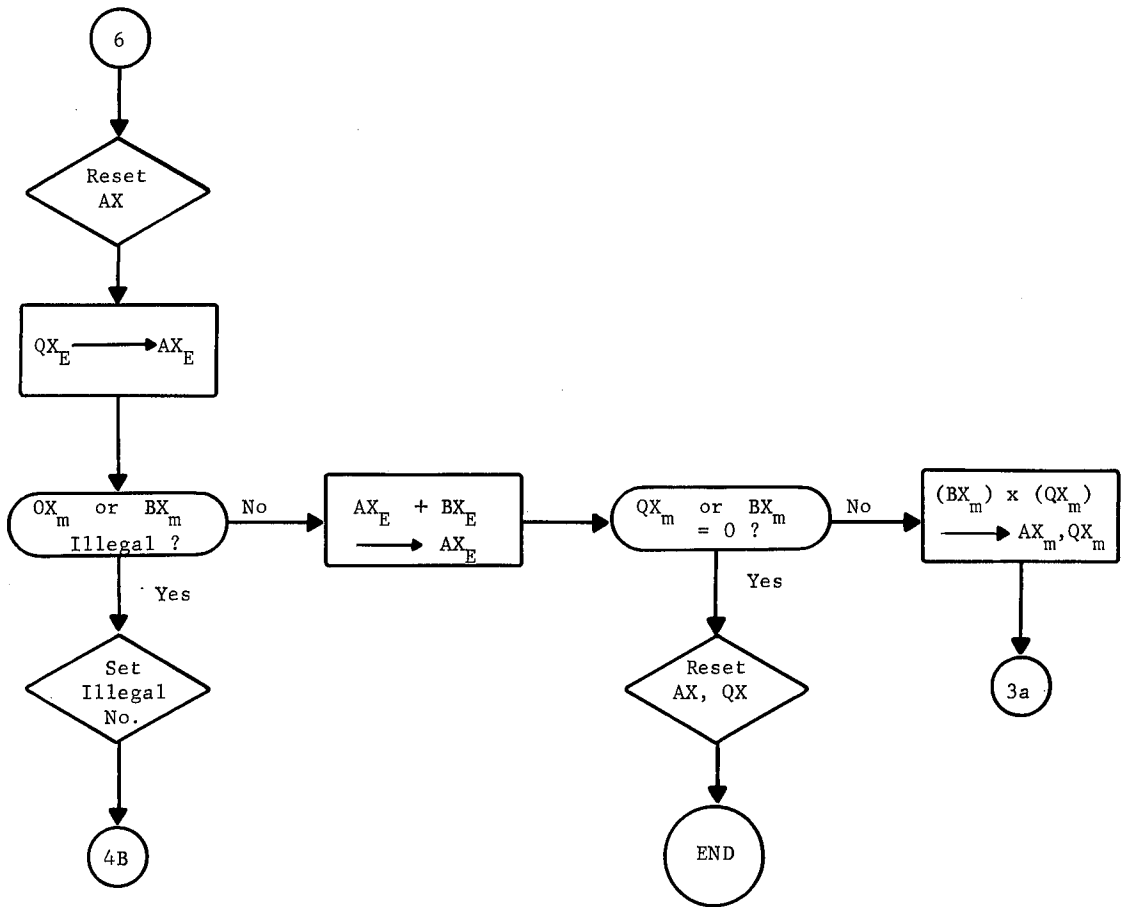 6
Reset
AX
QX_E → AX_E
OX_m or BX_m
Illegal ?
No
Yes
AX_E + BX_E
→ AX_E
QX_m or BX_m
= 0 ?
No
Yes
(BX_m) x (QX_m)
→ AX_m, QX_m
Set
Illegal
No.
Reset
AX, QX
3a
4B
END